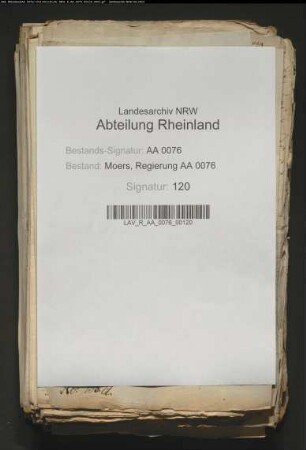 Landesarchiv NRW
Abteilung Rheinland
Bestands-Signatur: AA 0076
Bestand: Moers, Regierung AA 0076
Signatur: 120
LAV_R_AA_0076_00120